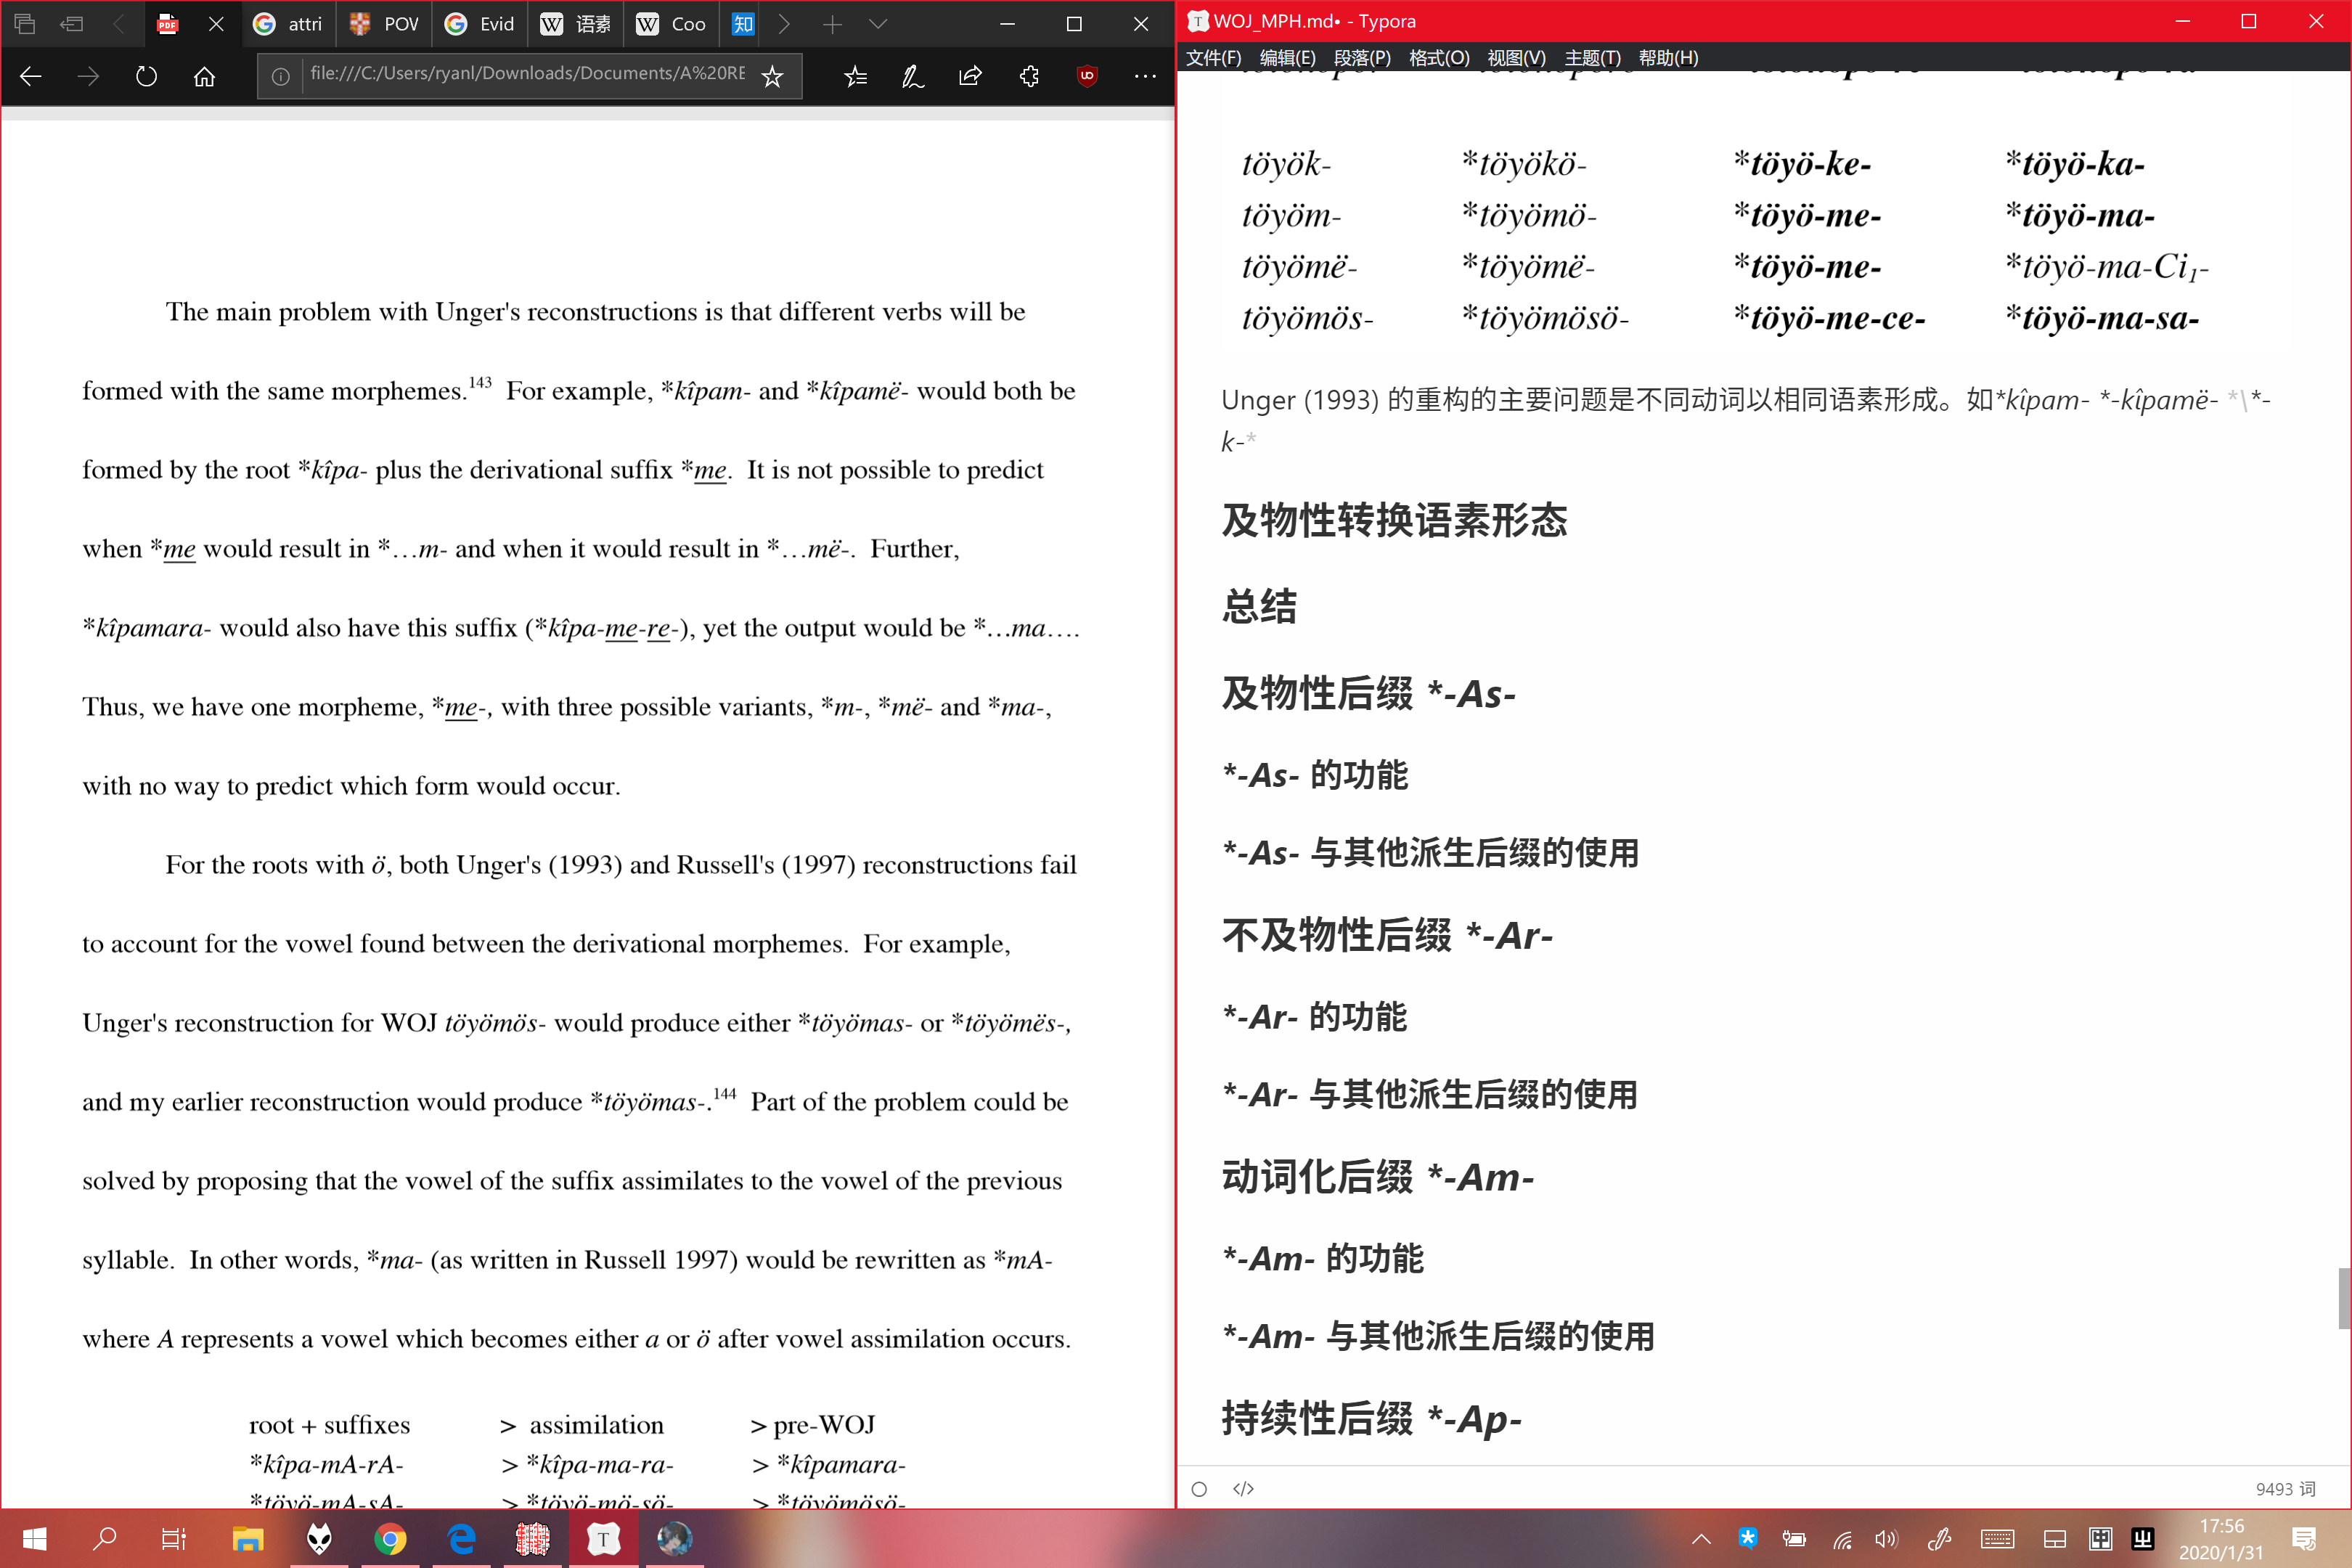 attri
POV
Evid
语素
Coo
知
file:///C:/Users/ryanl/Downloads/Documents/A%20RE
The main problem with Unger's reconstructions is that different verbs will be
formed with the same morphemes.143 For example, *kîpam- and *kîpamë- would both be
formed by the root *kîpa- plus the derivational suffix *me. It is not possible to predict
when *me would result in *…m- and when it would result in *…më-. Further,
*kîpamara- would also have this suffix (*kîpa-me-re-), yet the output would be *…ma….
Thus, we have one morpheme, *me-, with three possible variants, *m-, *më- and *ma-,
with no way to predict which form would occur.
For the roots with ö, both Unger's (1993) and Russell's (1997) reconstructions fail
to account for the vowel found between the derivational morphemes. For example,
Unger's reconstruction for WOJ töyömös- would produce either *töyömas- or *töyömës-,
and my earlier reconstruction would produce *töyömas-.144 Part of the problem could be
solved by proposing that the vowel of the suffix assimilates to the vowel of the previous
syllable. In other words, *ma- (as written in Russell 1997) would be rewritten as *mA-
where A represents a vowel which becomes either a or ö after vowel assimilation occurs.
root + suffixes > assimilation > pre-WOJ
*kîpa-mA-rA- > *kîpa-ma-ra- > *kîpamara-
*töyö-mA-sA- > *töyö-mö-sö- > *töyömösö-
WOJ_MPH.md• - Typora
文件(F) 编辑(E) 段落(P) 格式(O) 视图(V) 主题(T) 帮助(H)
töyök- *töyökö- *töyö-ke- *töyö-ka-
töyöm- *töyömö- *töyö-me- *töyö-ma-
töyömë- *töyömë- *töyö-me- *töyö-ma-Ci1-
töyömös- *töyömösö- *töyö-me-ce- *töyö-ma-sa-
Unger (1993) 的重构的主要问题是不同动词以相同语素形成。如*kîpam- *-kîpamë- *\*-
k-*
及物性转换语素形态
总结
及物性后缀 *-As-
*-As- 的功能
*-As- 与其他派生后缀的使用
不及物性后缀 *-Ar-
*-Ar- 的功能
*-Ar- 与其他派生后缀的使用
动词化后缀 *-Am-
*-Am- 的功能
*-Am- 与其他派生后缀的使用
持续性后缀 *-Ap-
9493 词
17:56
2020/1/31